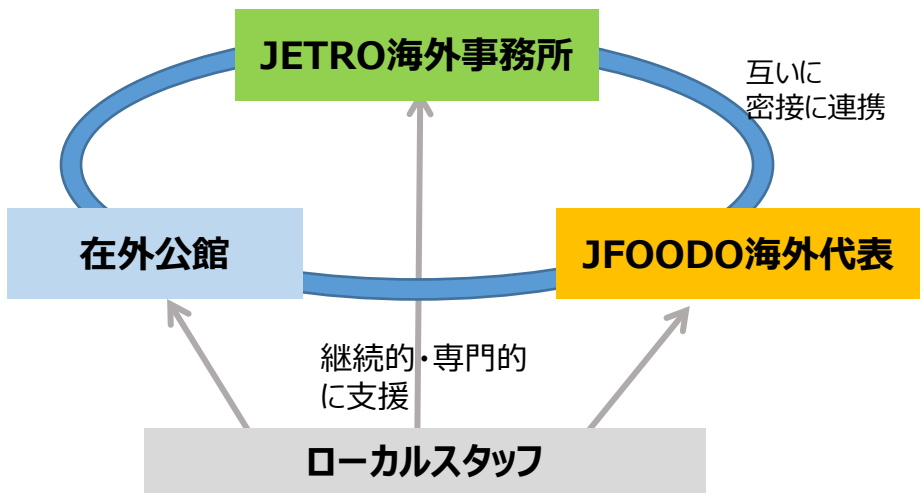 JETRO海外事務所
互いに
密接に連携
在外公館
JFOODO海外代表
継続的・専門的
に支援
ローカルスタッフ